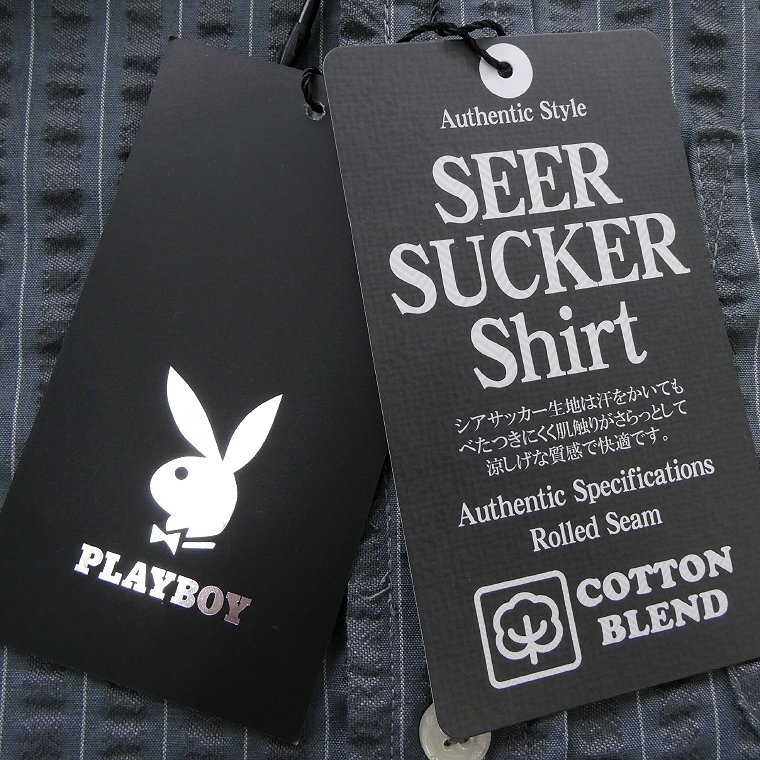 PLAYBOY
Authentic Style
SEER
SUCKER
Shirt
シアサッカー生地は汗をかいても
べたつきにくく肌触りがさらっとして
涼しげな質感で快適です。
Authentic Specifications
Rolled Seam
COTTON
BLEND